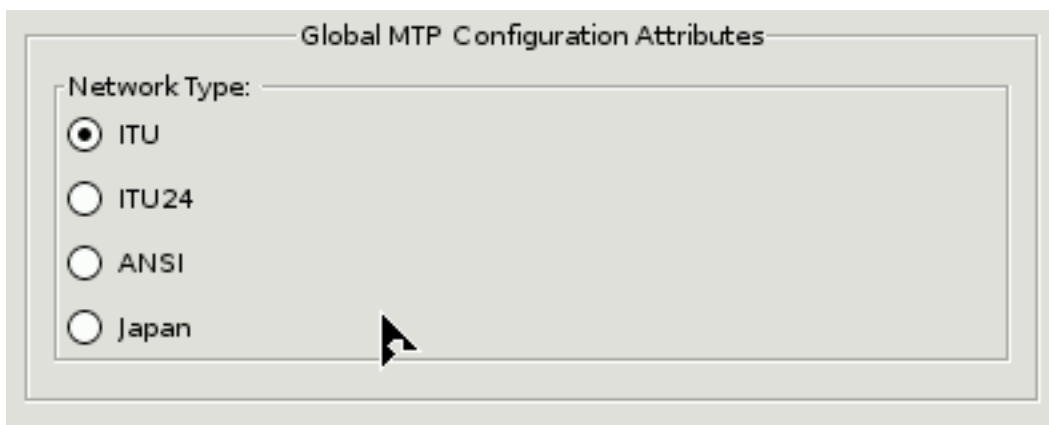 Global MTP Configuration Attributes
Network Type:
ITU
ITU24
ANSI
Japan